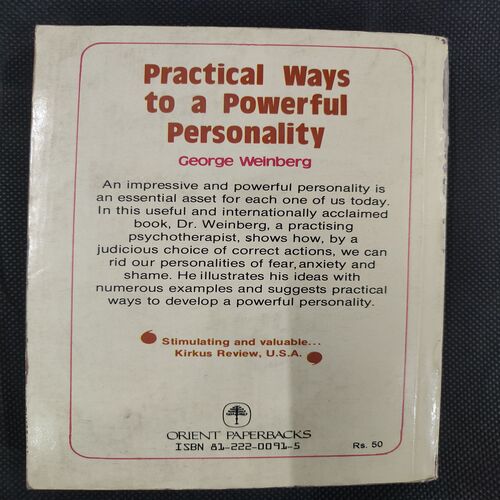 Practical Ways
to a Powerful
Personality
George Weinberg
An impressive and powerful personality is
an essential asset for each one of us today.
In this useful and internationally acclaimed
book, Dr. Weinberg, a practising
psychotherapist, shows how, by a
judicious choice of correct actions, we can
rid our personalities of fear, anxiety and
shame. He illustrates his ideas with
numerous examples and suggests practical
ways to develop a powerful personality.
Stimulating and valuable...
Kirkus Review, U.S.A.
ORIENT PAPERBACKS
ISBN 81-222-0091-5
Rs. 50